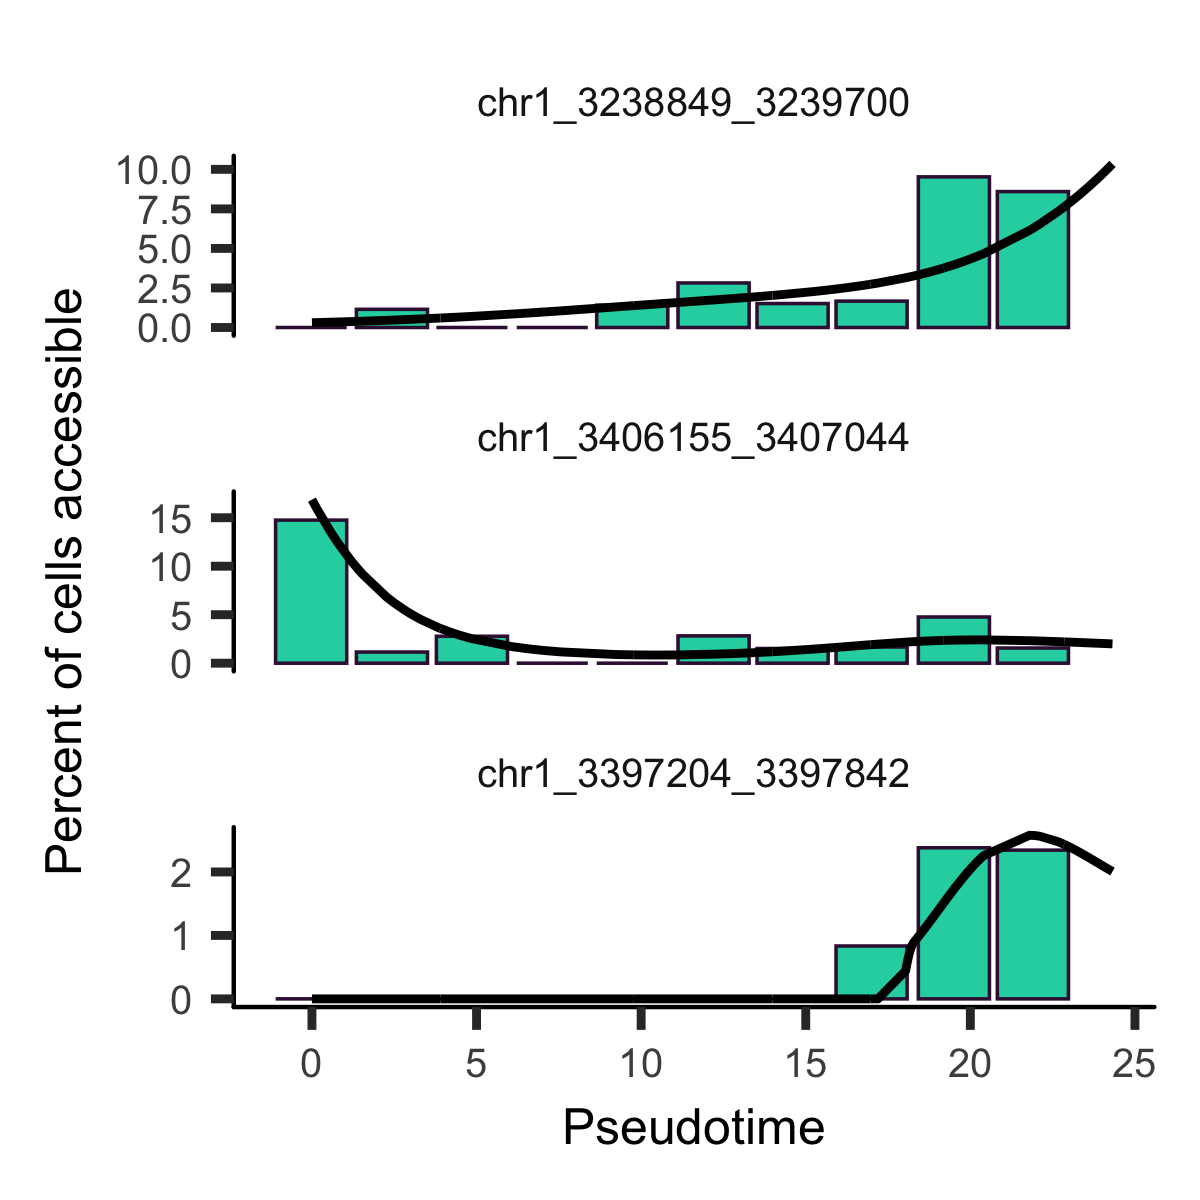 chr1_3238849_3239700
10.0
7.5
5.0
2.5
0.0
Percent of cells accessible
chr1_3406155_3407044
15
10
5
0
chr1_3397204_3397842
2
1
0
0 5 10 15 20 25
Pseudotime